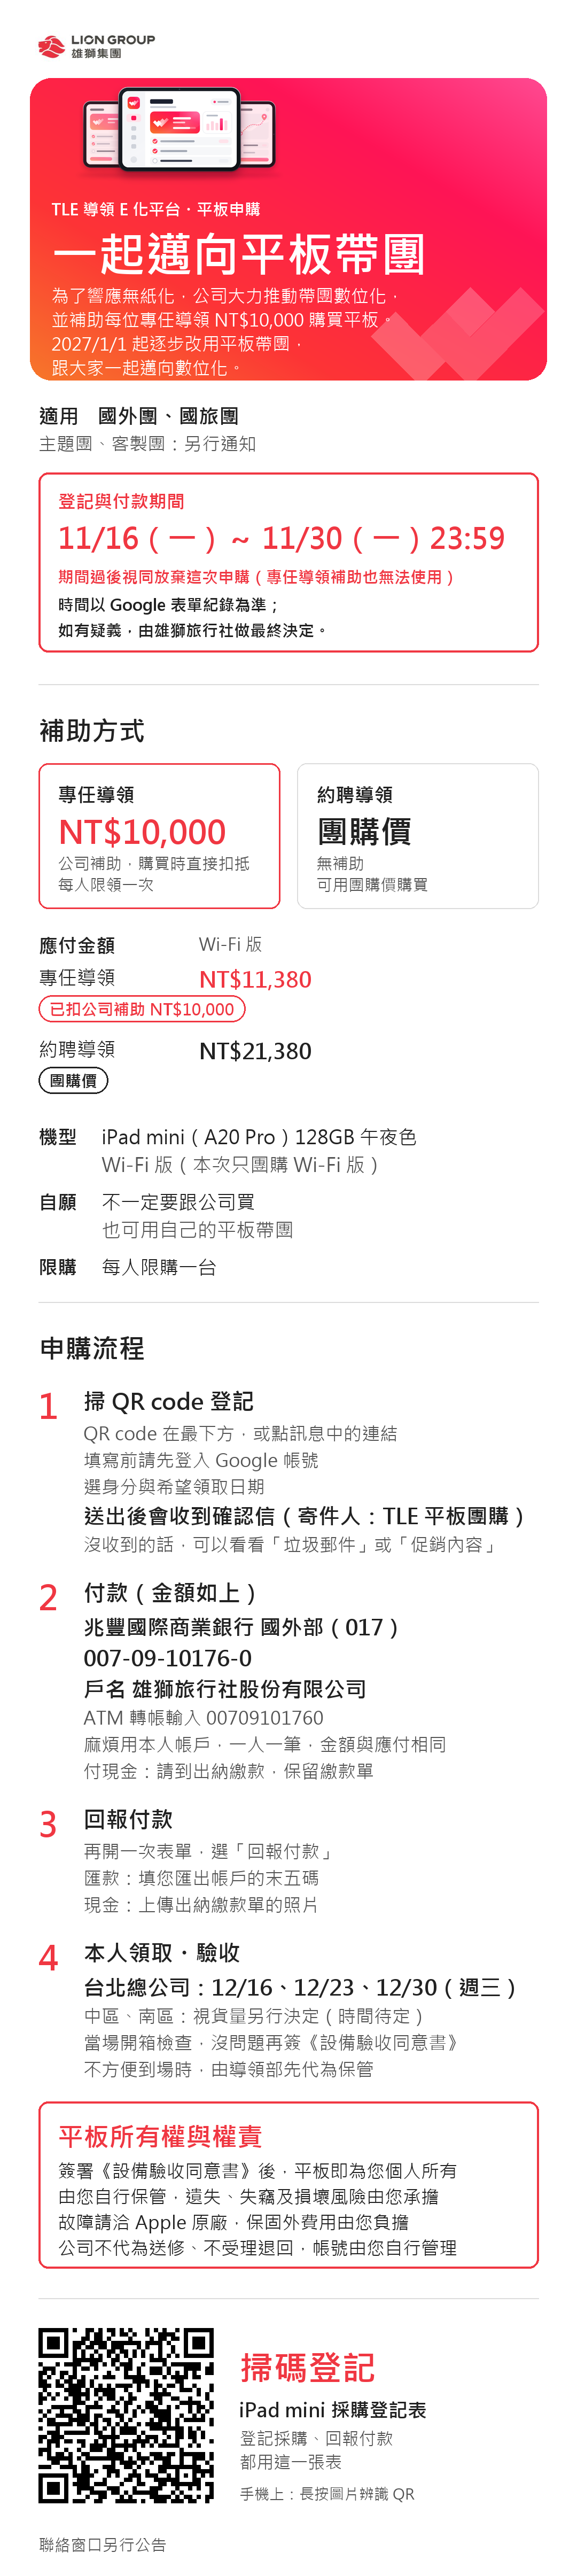 LION GROUP
雄獅集團
TLE 導領 E 化平台・平板申購
一起邁向平板帶團
為了響應無紙化，公司大力推動帶團數位化，
並補助每位專任導領 NT$10,000 購買平板。
2027/1/1 起逐步改用平板帶團，
跟大家一起邁向數位化。
適用 國外團、國旅團
主題團、客製團：另行通知
登記與付款期間
11/16（一）~ 11/30（一）23:59
期間過後視同放棄這次申購（專任導領補助也無法使用）
時間以 Google 表單紀錄為準；
如有疑義，由雄獅旅行社做最終決定。
補助方式
專任導領
NT$10,000
公司補助，購買時直接扣抵
每人限領一次
約聘導領
團購價
無補助
可用團購價購買
應付金額 Wi-Fi 版
專任導領 NT$11,380
已扣公司補助 NT$10,000
約聘導領 NT$21,380
團購價
機型 iPad mini（A20 Pro）128GB 午夜色
Wi-Fi 版（本次只團購 Wi-Fi 版）
自願 不一定要跟公司買
也可用自己的平板帶團
限購 每人限購一台
申購流程
1 掃 QR code 登記
QR code 在最下方，或點訊息中的連結
填寫前請先登入 Google 帳號
選身分與希望領取日期
送出後會收到確認信（寄件人：TLE 平板團購）
沒收到的話，可以看看「垃圾郵件」或「促銷內容」
2 付款（金額如上）
兆豐國際商業銀行 國外部（017）
007-09-10176-0
戶名 雄獅旅行社股份有限公司
ATM 轉帳輸入 00709101760
麻煩用本人帳戶，一人一筆，金額與應付相同
付現金：請到出納繳款，保留繳款單
3 回報付款
再開一次表單，選「回報付款」
匯款：填您匯出帳戶的末五碼
現金：上傳出納繳款單的照片
4 本人領取・驗收
台北總公司：12/16、12/23、12/30（週三）
中區、南區：視貨量另行決定（時間待定）
當場開箱檢查，沒問題再簽《設備驗收同意書》
不方便到場時，由導領部先代為保管
平板所有權與權責
簽署《設備驗收同意書》後，平板即為您個人所有
由您自行保管，遺失、失竊及損壞風險由您承擔
故障請洽 Apple 原廠，保固外費用由您負擔
公司不代為送修、不受理退回，帳號由您自行管理
掃碼登記
iPad mini 採購登記表
登記採購、回報付款
都用這一張表
手機上：長按圖片辨識 QR
聯絡窗口另行公告